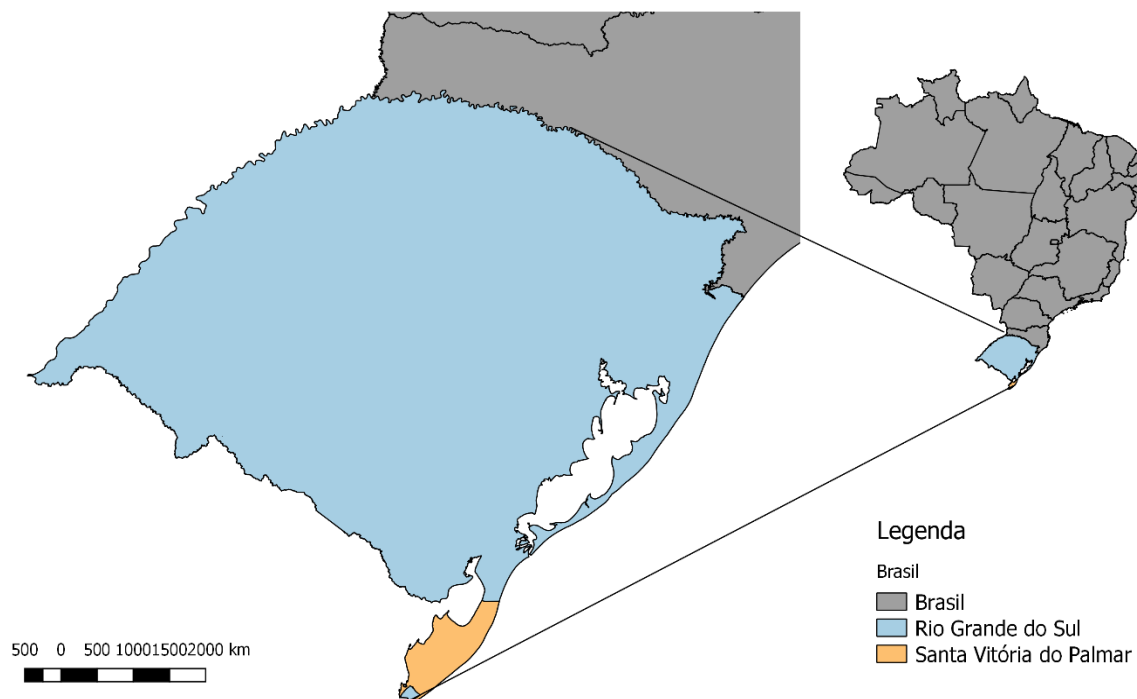 Legenda
Brasil
Brasil
Rio Grande do Sul
Santa Vitória do Palmar
500 0 500 100015002000 km